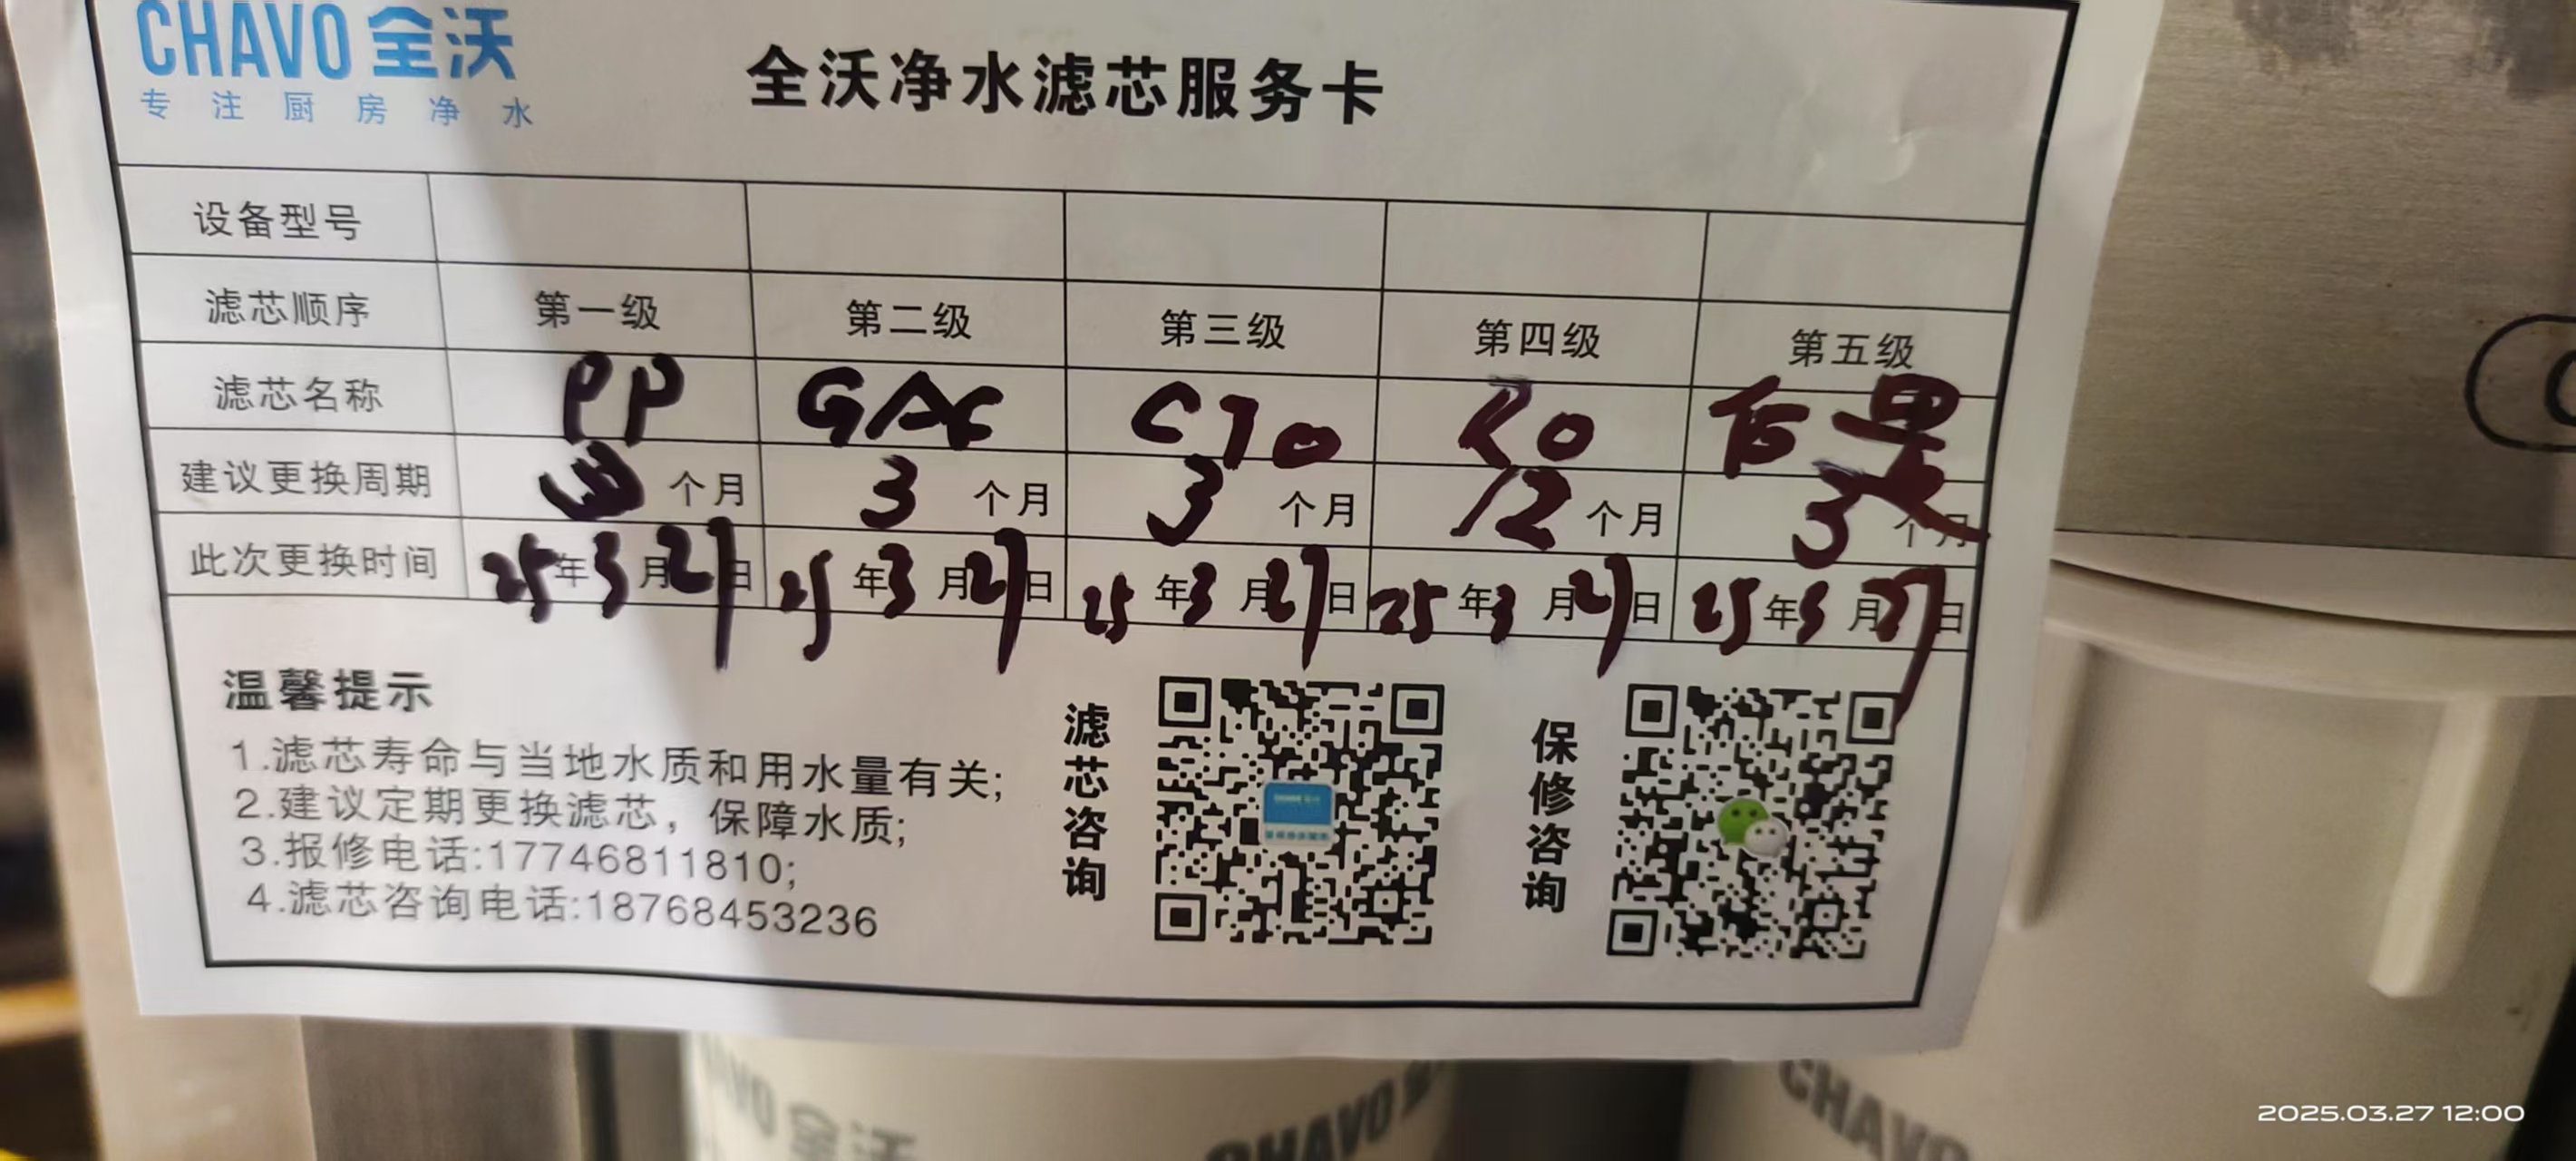 CHAVO 全沃
专注厨房净水
全沃净水滤芯服务卡
设备型号
滤芯顺序 第一级 第二级 第三级 第四级 第五级
滤芯名称 PP GAC CTO RO 后置
建议更换周期 个月 3 个月 3 个月 12 个月 3 个月
此次更换时间 25年3月27日 25年3月27日 25年3月27日 25年3月27日 25年3月27日
温馨提示
1.滤芯寿命与当地水质和用水量有关;
2.建议定期更换滤芯，保障水质;
3.报修电话:17746811810;
4.滤芯咨询电话:18768453236
滤芯咨询
保修咨询
CHAVO 全沃
CHAVO
CHAVO
2025.03.27 12:00